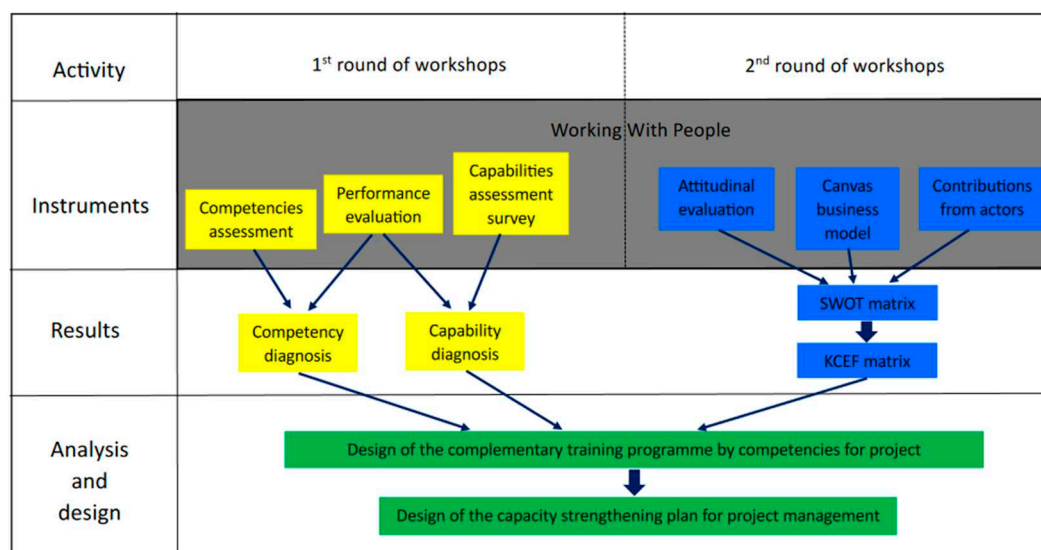 Activity
1st round of workshops
2nd round of workshops
Working With People
Instruments
Competencies
assessment
Performance
evaluation
Capabilities
assessment
survey
Attitudinal
evaluation
Canvas
business
model
Contributions
from actors
Results
Competency
diagnosis
Capability
diagnosis
SWOT matrix
KCEF matrix
Analysis
and
design
Design of the complementary training programme by competencies for project
Design of the capacity strengthening plan for project management